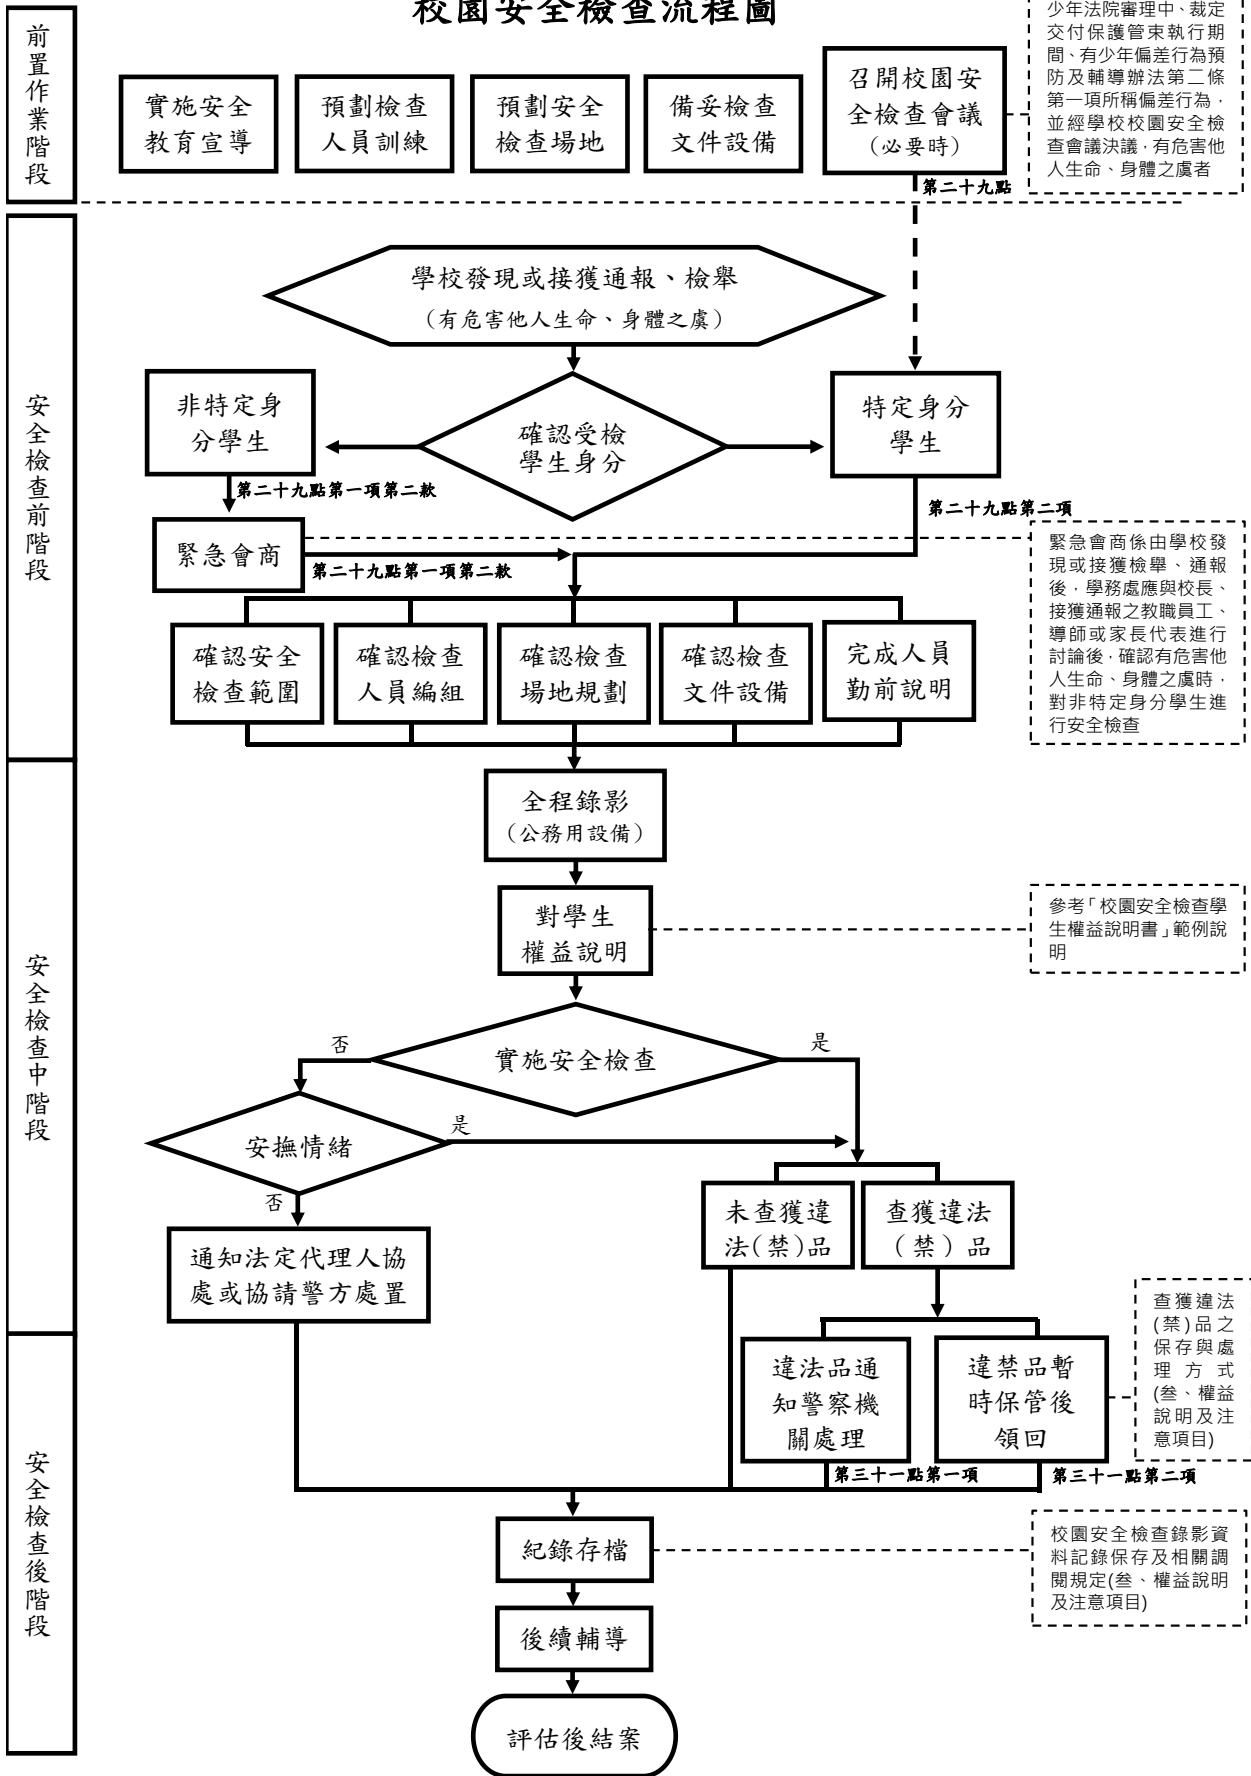 校園安全檢查流程圖
前置作業階段
實施安全
教育宣導
預劃檢查
人員訓練
預劃安全
檢查場地
備妥檢查
文件設備
召開校園安
全檢查會議
(必要時)
少年法院審理中、裁定
交付保護管束執行期
間、有少年偏差行為預
防及輔導辦法第二條
第一項所稱偏差行為，
並經學校校園安全檢
查會議決議，有危害他
人生命、身體之虞者
第二十九點
安全檢查前階段
學校發現或接獲通報、檢舉
(有危害他人生命、身體之虞)
非特定身
分學生
確認受檢
學生身分
特定身分
學生
第二十九點第一項第二款
第二十九點第二項
緊急會商
第二十九點第一項第二款
緊急會商係由學校發
現或接獲檢舉、通報
後，學務處應與校長、
接獲通報之教職員工、
導師或家長代表進行
討論後，確認有危害他
人生命、身體之虞時，
對非特定身分學生進
行安全檢查
確認安全
檢查範圍
確認檢查
人員編組
確認檢查
場地規劃
確認檢查
文件設備
完成人員
勤前說明
安全檢查中階段
全程錄影
(公務用設備)
對學生
權益說明
參考「校園安全檢查學
生權益說明書」範例說
明
實施安全檢查
否
是
安撫情緒
是
否
通知法定代理人協
處或協請警方處置
未查獲違
法(禁)品
查獲違法
(禁)品
安全檢查後階段
違法品通
知警察機
關處理
違禁品暫
時保管後
領回
查獲違法
(禁)品之
保存與處
理方式
(叁、權益
說明及注
意項目)
第三十一點第一項
第三十一點第二項
紀錄存檔
校園安全檢查錄影資
料記錄保存及相關調
閱規定(叁、權益說明
及注意項目)
後續輔導
評估後結案